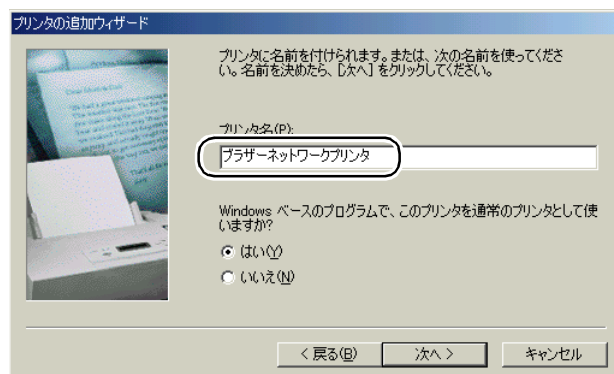 プリンタの追加ウィザード
プリンタに名前を付けられます。または、次の名前を使ってくださ
い。名前を決めたら、[次へ] をクリックしてください。
プリンタ名(P):
ブラザーネットワークプリンタ
Windows ベースのプログラムで、このプリンタを通常のプリンタとして使
いますか?
はい(Y)
いいえ(N)
< 戻る(B)
次へ >
キャンセル